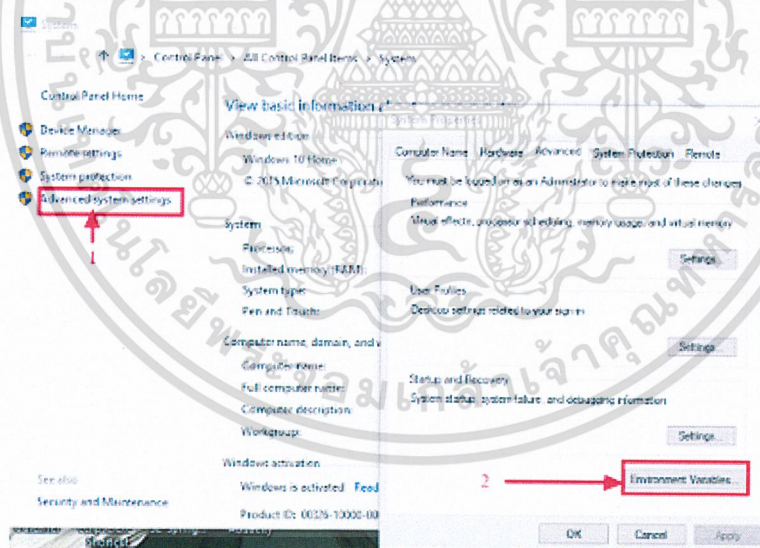 System
Control Panel > All Control Panel Items > System
Control Panel Home
Device Manager
Remote settings
System protection
Advanced system settings
1
See also
Security and Maintenance
View basic information
Windows edition
Windows 10 Home
© 2015 Microsoft Corporati
System
Processor:
Installed memory (RAM):
System type:
Pen and Touch:
Computer name, domain, and w
Computer name:
Full computer name:
Computer description:
Workgroup:
Windows activation
Windows is activated Read
Product ID: 00326-10000-00
System Properties
Computer Name Hardware Advanced System Protection Remote
You must be logged on as an Administrator to make most of these changes
Performance
Visual effects, processor scheduling, memory usage, and virtual memory
Settings...
User Profiles
Desktop settings related to your sign-in
Settings...
Startup and Recovery
System startup, system failure, and debugging information
Settings...
2
Environment Variables...
OK Cancel Apply